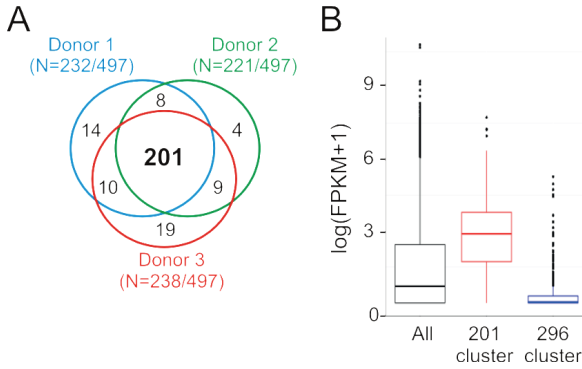 A
Donor 1
(N=232/497)
Donor 2
(N=221/497)
8
14
4
201
10
9
19
Donor 3
(N=238/497)
B
log(FPKM+1)
9
6
3
0
All
201
cluster
296
cluster